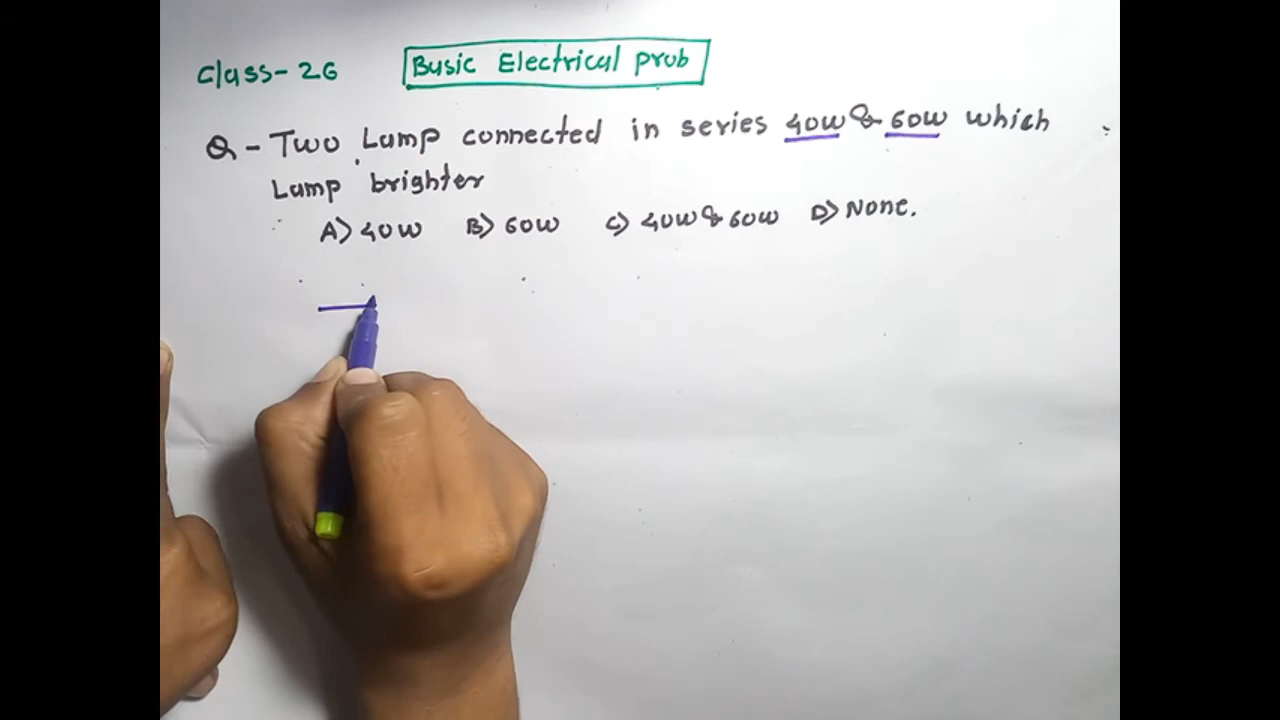 Class-26 Basic Electrical prob
Q - Two Lamp connected in series 40W & 60W which
Lamp brighter
A) 40W B) 60W C) 40W & 60W D) None.